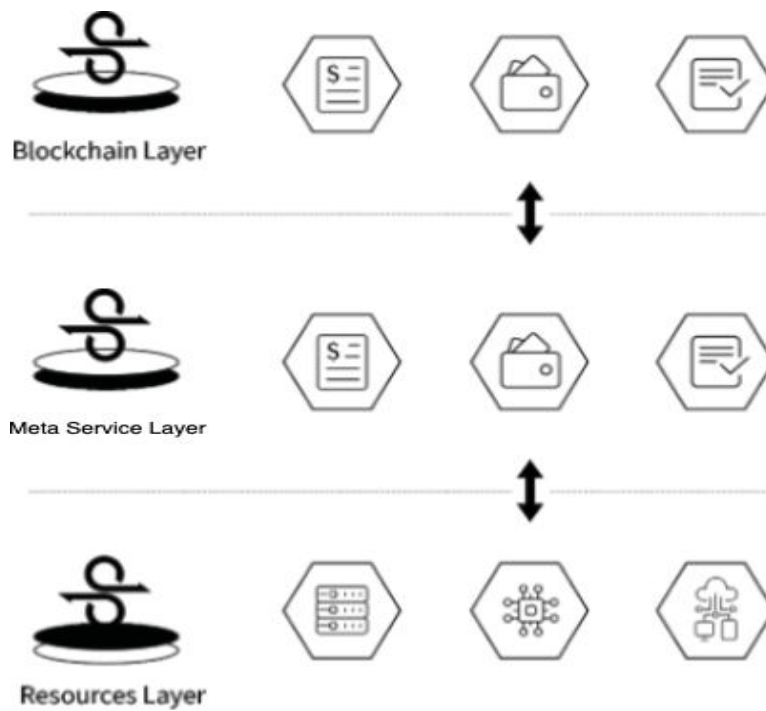 $
Blockchain Layer
$
Meta Service Layer
Resources Layer